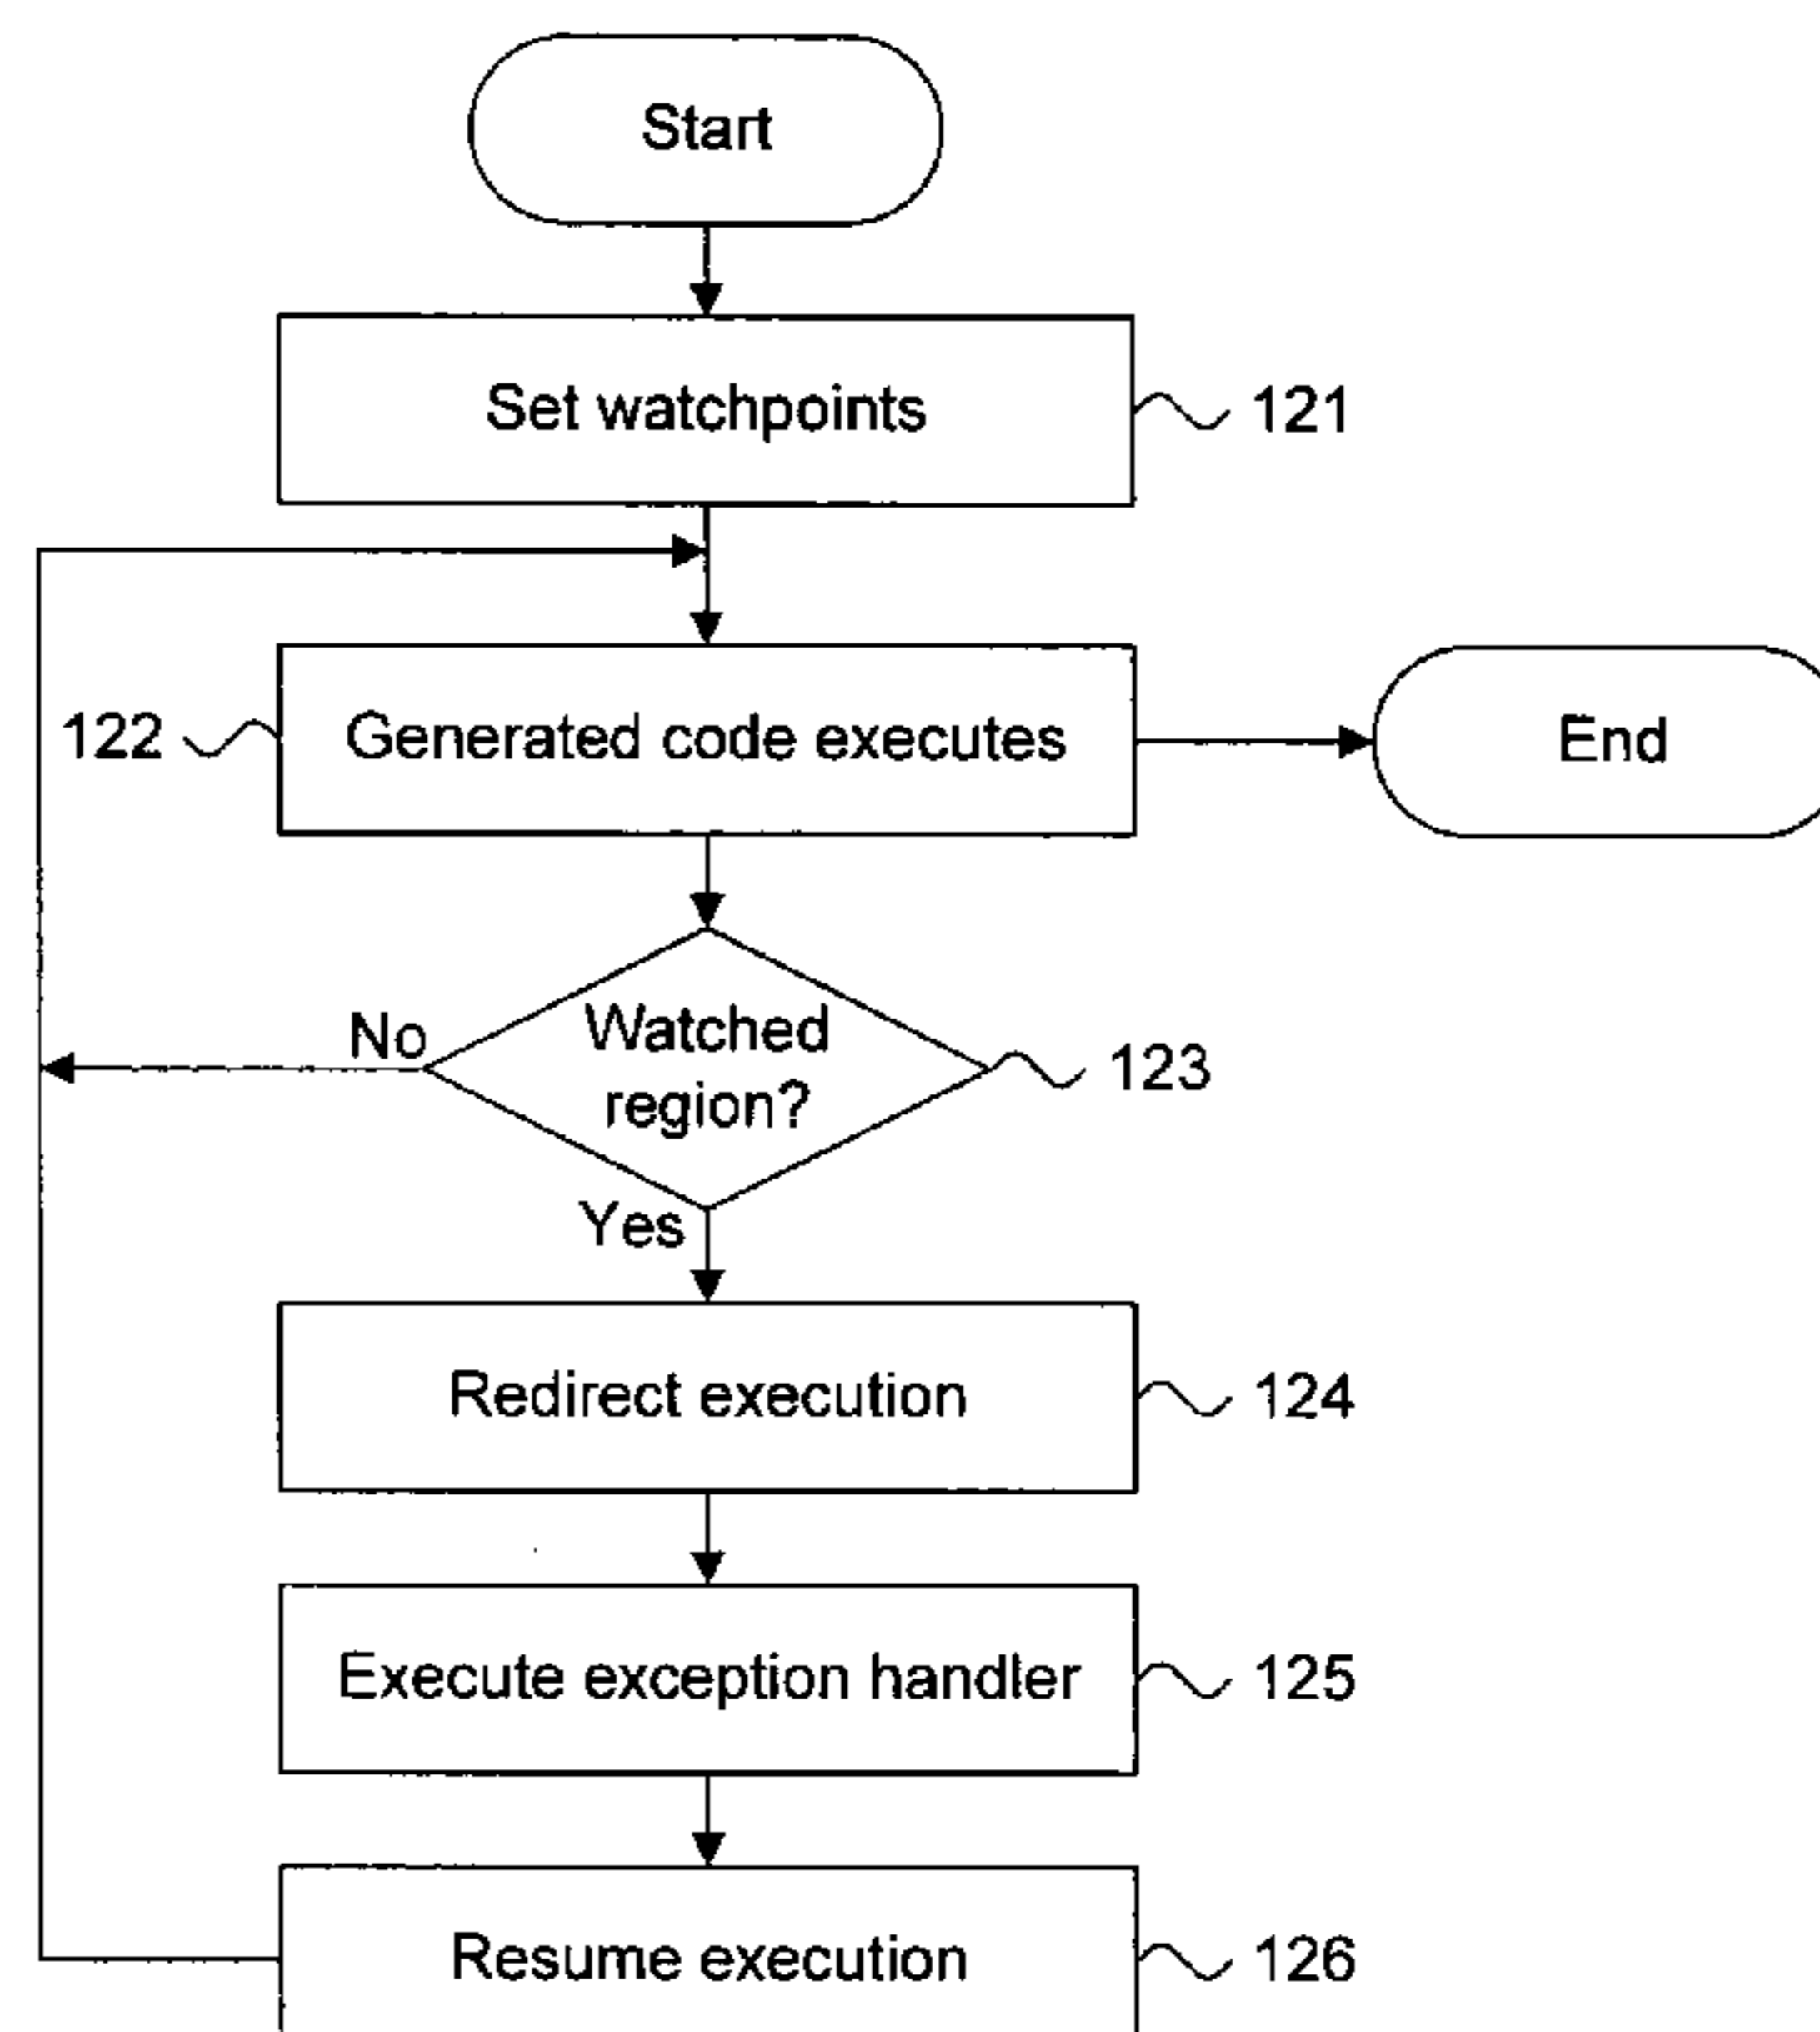 Start
Set watchpoints
121
122
Generated code executes
End
No
Watched
region?
123
Yes
Redirect execution
124
Execute exception handler
125
Resume execution
126